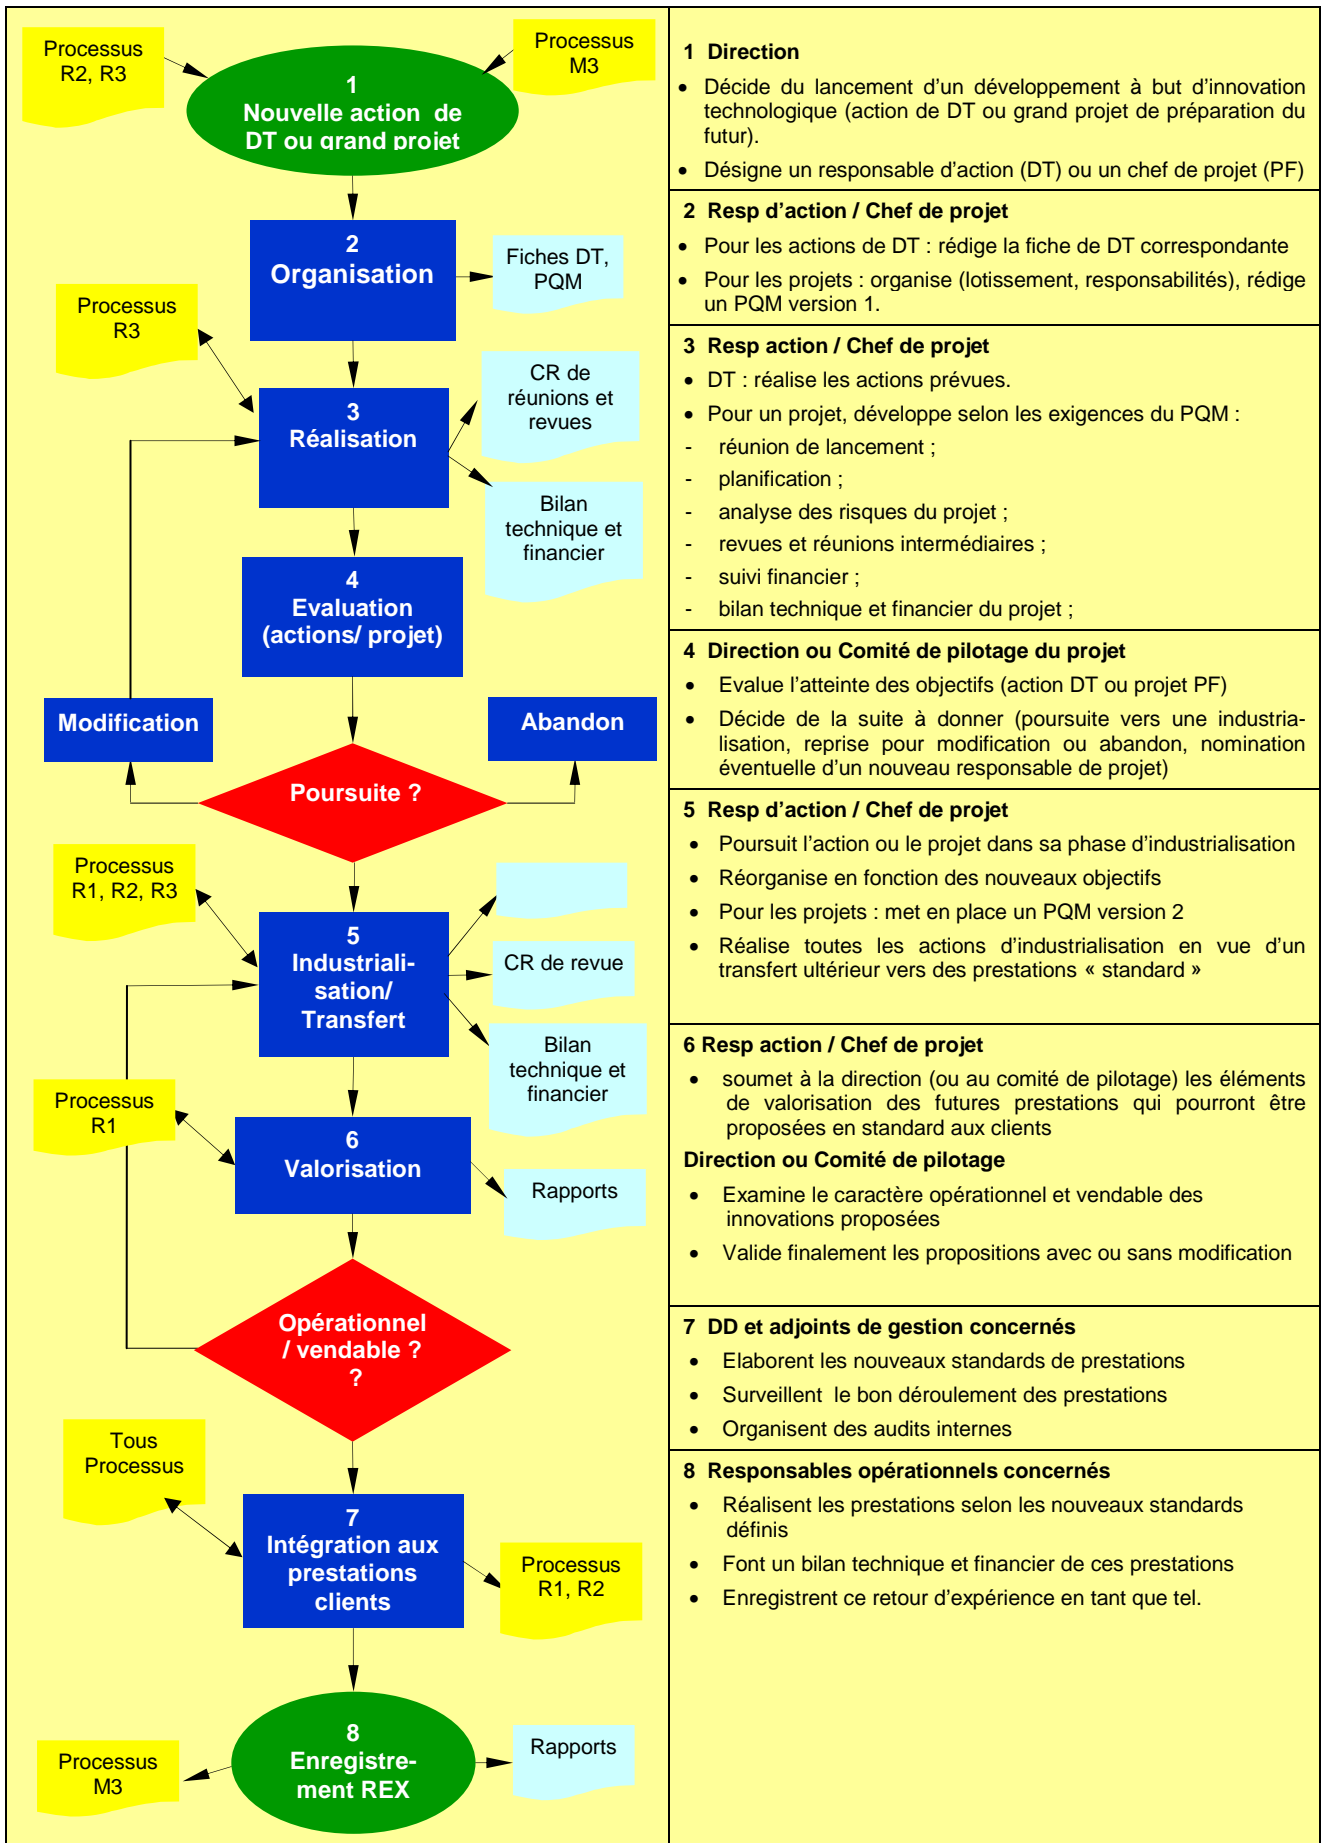 Processus
R2, R3
Processus
M3
1
Nouvelle action de
DT ou grand projet
2
Organisation
Fiches DT,
PQM
Processus
R3
3
Réalisation
CR de
réunions et
revues
Bilan
technique et
financier
4
Evaluation
(actions/ projet)
Modification
Abandon
Poursuite ?
Processus
R1, R2, R3
5
Industriali-
sation/
Transfert
CR de revue
Bilan
technique et
financier
Processus
R1
6
Valorisation
Rapports
Opérationnel
/ vendable ?
?
Tous
Processus
7
Intégration aux
prestations
clients
Processus
R1, R2
8
Enregistre-
ment REX
Rapports
Processus
M3
1 Direction
• Décide du lancement d’un développement à but d’innovation
technologique (action de DT ou grand projet de préparation du
futur).
• Désigne un responsable d’action (DT) ou un chef de projet (PF)
2 Resp d’action / Chef de projet
• Pour les actions de DT : rédige la fiche de DT correspondante
• Pour les projets : organise (lotissement, responsabilités), rédige
un PQM version 1.
3 Resp action / Chef de projet
• DT : réalise les actions prévues.
• Pour un projet, développe selon les exigences du PQM :
- réunion de lancement ;
- planification ;
- analyse des risques du projet ;
- revues et réunions intermédiaires ;
- suivi financier ;
- bilan technique et financier du projet ;
4 Direction ou Comité de pilotage du projet
• Evalue l’atteinte des objectifs (action DT ou projet PF)
• Décide de la suite à donner (poursuite vers une industria-
lisation, reprise pour modification ou abandon, nomination
éventuelle d’un nouveau responsable de projet)
5 Resp d’action / Chef de projet
• Poursuit l’action ou le projet dans sa phase d’industrialisation
• Réorganise en fonction des nouveaux objectifs
• Pour les projets : met en place un PQM version 2
• Réalise toutes les actions d’industrialisation en vue d’un
transfert ultérieur vers des prestations « standard »
6 Resp action / Chef de projet
• soumet à la direction (ou au comité de pilotage) les éléments
de valorisation des futures prestations qui pourront être
proposées en standard aux clients
Direction ou Comité de pilotage
• Examine le caractère opérationnel et vendable des
innovations proposées
• Valide finalement les propositions avec ou sans modification
7 DD et adjoints de gestion concernés
• Elaborent les nouveaux standards de prestations
• Surveillent le bon déroulement des prestations
• Organisent des audits internes
8 Responsables opérationnels concernés
• Réalisent les prestations selon les nouveaux standards
définis
• Font un bilan technique et financier de ces prestations
• Enregistrent ce retour d’expérience en tant que tel.